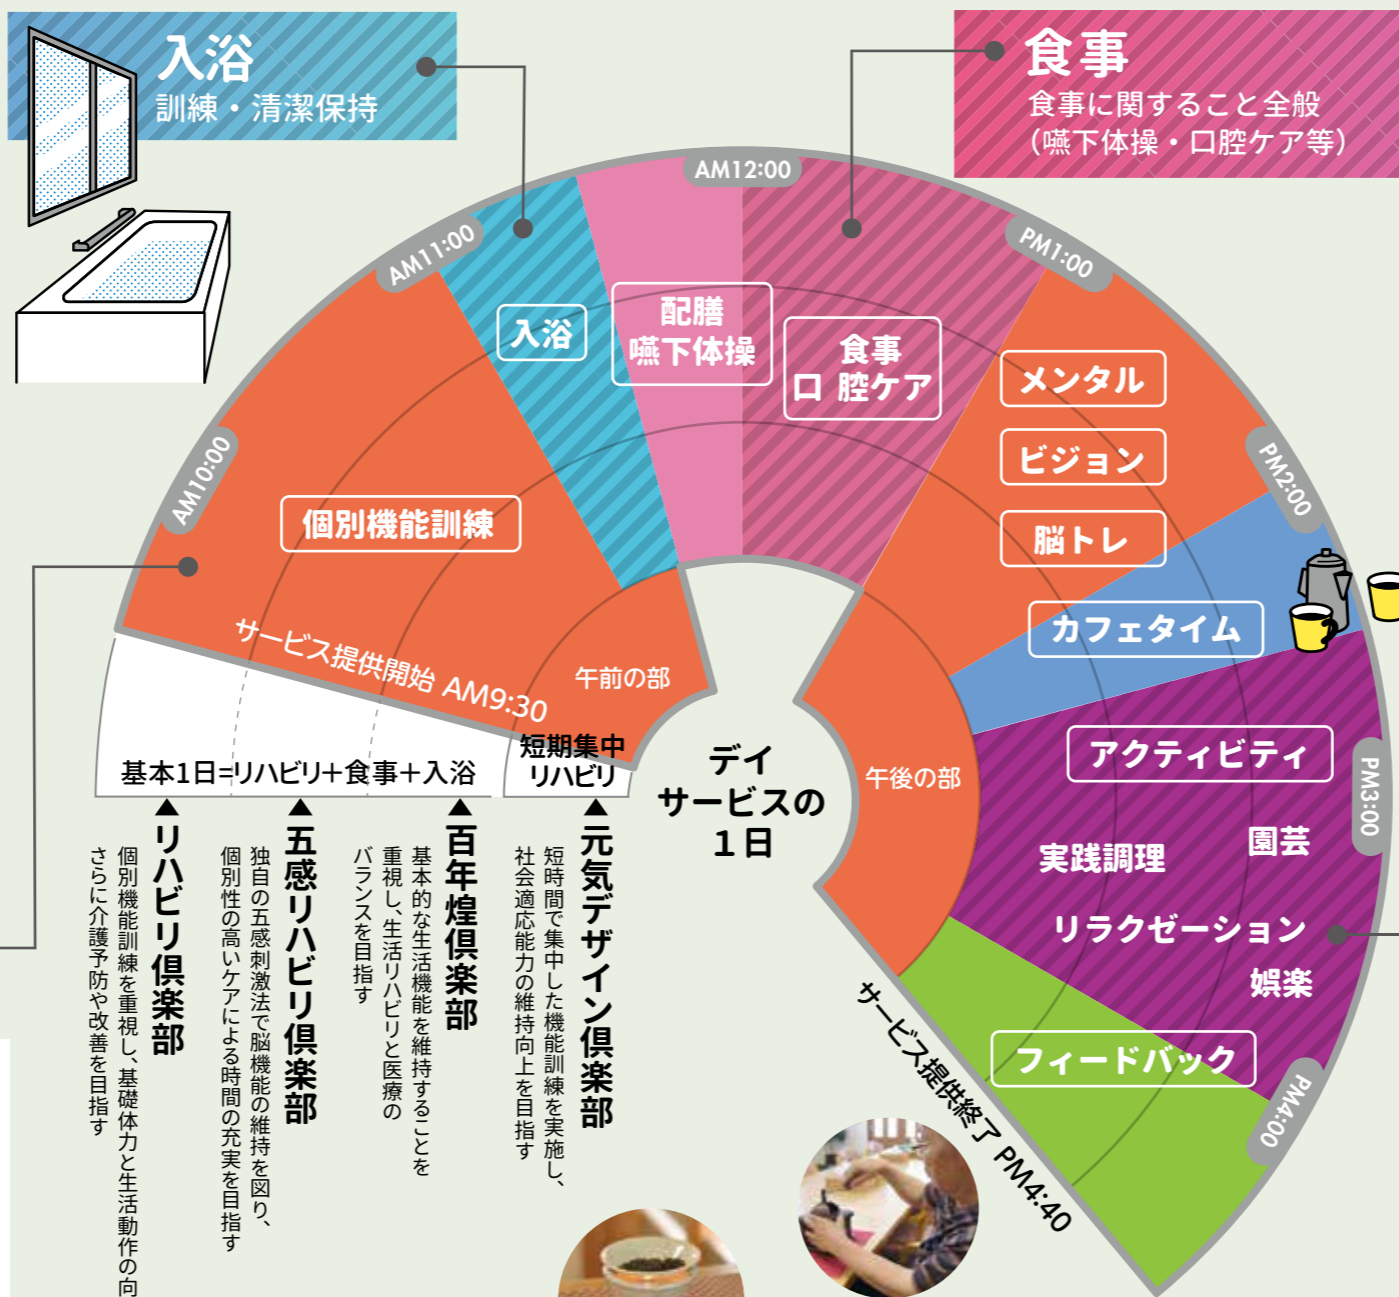 入浴
訓練・清潔保持
食事
食事に関すること全般
（嚥下体操・口腔ケア等）
AM10:00
AM11:00
AM12:00
PM1:00
PM2:00
PM3:00
PM4:00
個別機能訓練
入浴
配膳
嚥下体操
食事
口 腔ケア
メンタル
ビジョン
脳トレ
カフェタイム
アクティビティ
実践調理
園芸
リラクゼーション
娯楽
フィードバック
サービス提供開始 AM9:30
午前の部
午後の部
サービス提供終了 PM4:40
デイ
サービスの
１日
基本1日=リハビリ＋食事＋入浴
短期集中
リハビリ
▲元気デザイン倶楽部
短時間で集中した機能訓練を実施し、
社会適応能力の維持向上を目指す
▲百年煌倶楽部
基本的な生活機能を維持することを
重視し、生活リハビリと医療の
バランスを目指す
▲五感リハビリ倶楽部
独自の五感刺激法で脳機能の維持を図り、
個別性の高いケアによる時間の充実を目指す
▲リハビリ倶楽部
個別機能訓練を重視し、基礎体力と生活動作の向
さらに介護予防や改善を目指す